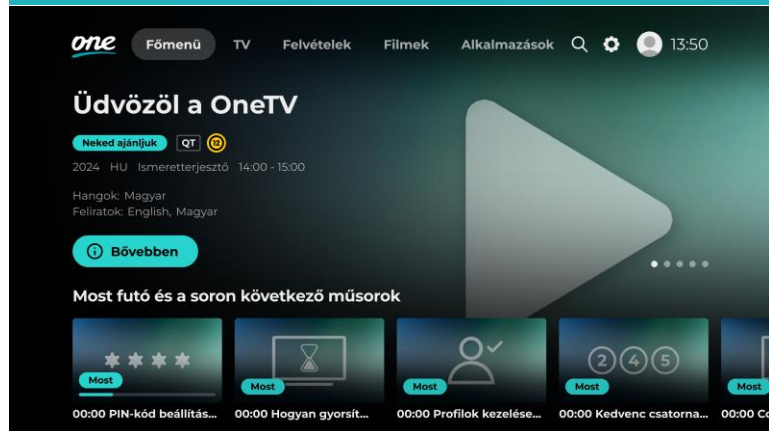 one Főmenü TV Felvételek Filmek Alkalmazások 13:50
Üdvözöl a OneTV
Neked ajánljuk QT 12
2024 HU Ismeretterjesztő 14:00 - 15:00
Hangok: Magyar
Feliratok: English, Magyar
Bővebben
Most futó és a soron következő műsorok
2 4 5
Most Most Most Most Most
00:00 PIN-kód beállítás... 00:00 Hogyan gyorsít... 00:00 Profilok kezelése... 00:00 Kedvenc csatorna... 00:00 Co